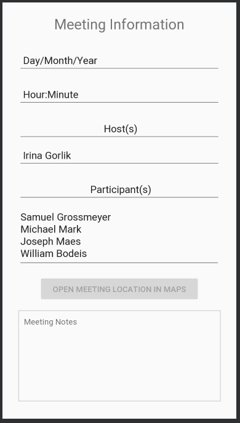 Meeting Information
Day/Month/Year
Hour:Minute
Host(s)
Irina Gorlik
Participant(s)
Samuel Grossmeyer
Michael Mark
Joseph Maes
William Bodeis
OPEN MEETING LOCATION IN MAPS
Meeting Notes